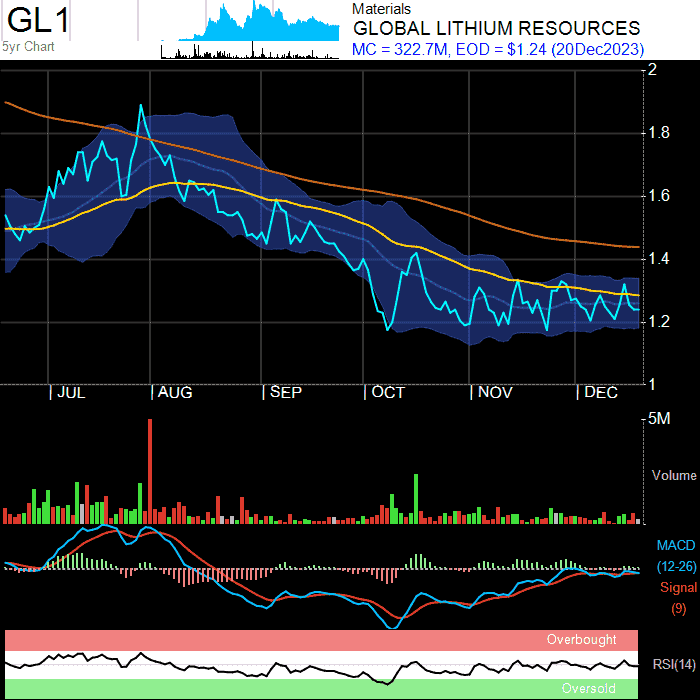 GL1
5yr Chart
Materials
GLOBAL LITHIUM RESOURCES
MC = 322.7M, EOD = $1.24 (20Dec2023)
2
1.8
1.6
1.4
1.2
1
JUL AUG SEP OCT NOV DEC
5M
Volume
MACD
(12-26)
Signal
(9)
Overbought
RSI(14)
Oversold